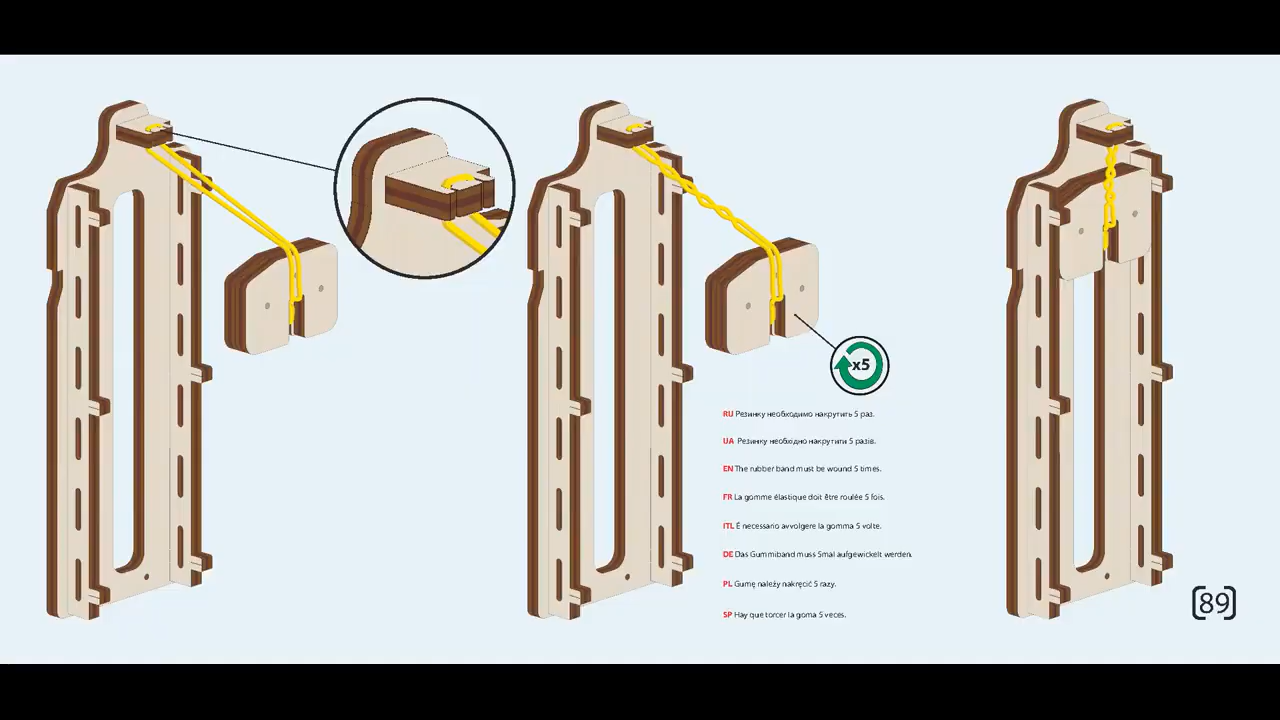 x5
RU Резинку необходимо накрутить 5 раз.
UA Резинку необхідно накрутити 5 разів.
EN The rubber band must be wound 5 times.
FR La gomme élastique doit être roulée 5 fois.
ITL É necessario avvolgere la gomma 5 volte.
DE Das Gummiband muss 5mal aufgewickelt werden.
PL Gumę należy nakręcić 5 razy.
SP Hay que torcer la goma 5 veces.
[89]